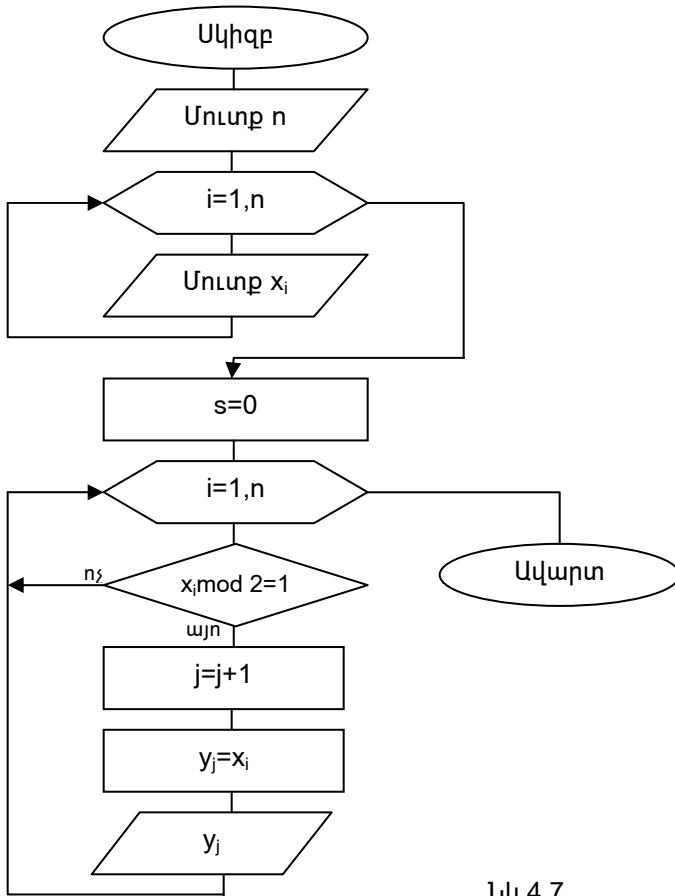 Սկիզբ
Մուտք n
i=1,n
Մուտք xi
s=0
i=1,n
ոչ
ximod 2=1
Ավարտ
այո
j=j+1
yj=xi
yj
Նկ 4.7